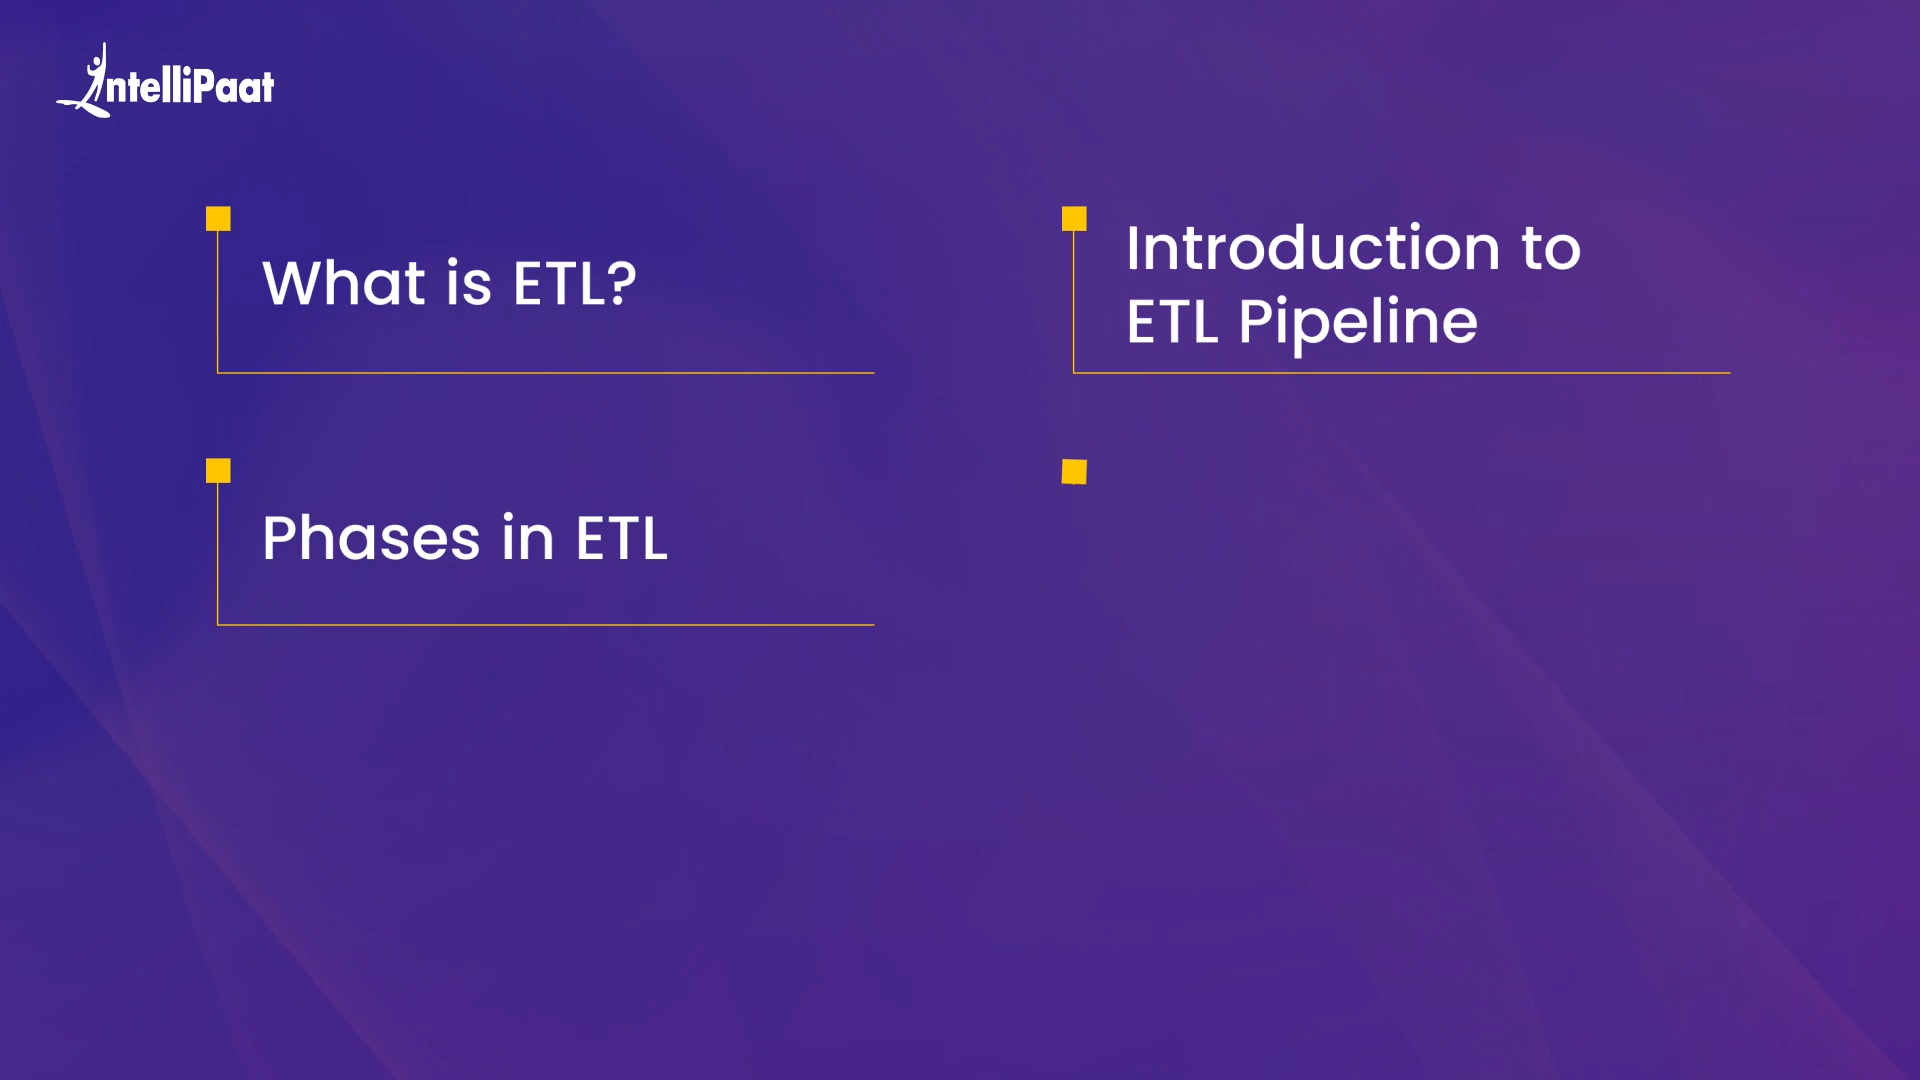 IntelliPaat
What is ETL?
Introduction to
ETL Pipeline
Phases in ETL